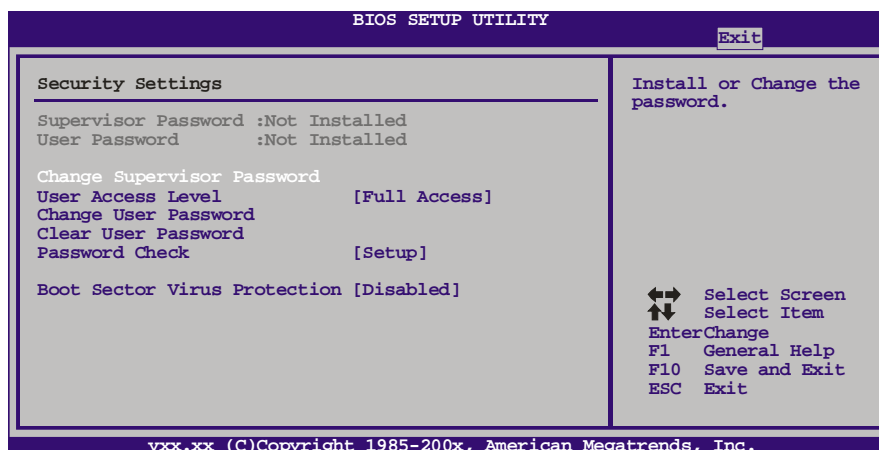 BIOS SETUP UTILITY
Exit
Security Settings
Supervisor Password :Not Installed
User Password :Not Installed
Change Supervisor Password
User Access Level [Full Access]
Change User Password
Clear User Password
Password Check [Setup]
Boot Sector Virus Protection [Disabled]
Install or Change the
password.
Select Screen
Select Item
EnterChange
F1 General Help
F10 Save and Exit
ESC Exit
vxx.xx (C)Copyright 1985-200x, American Megatrends, Inc.